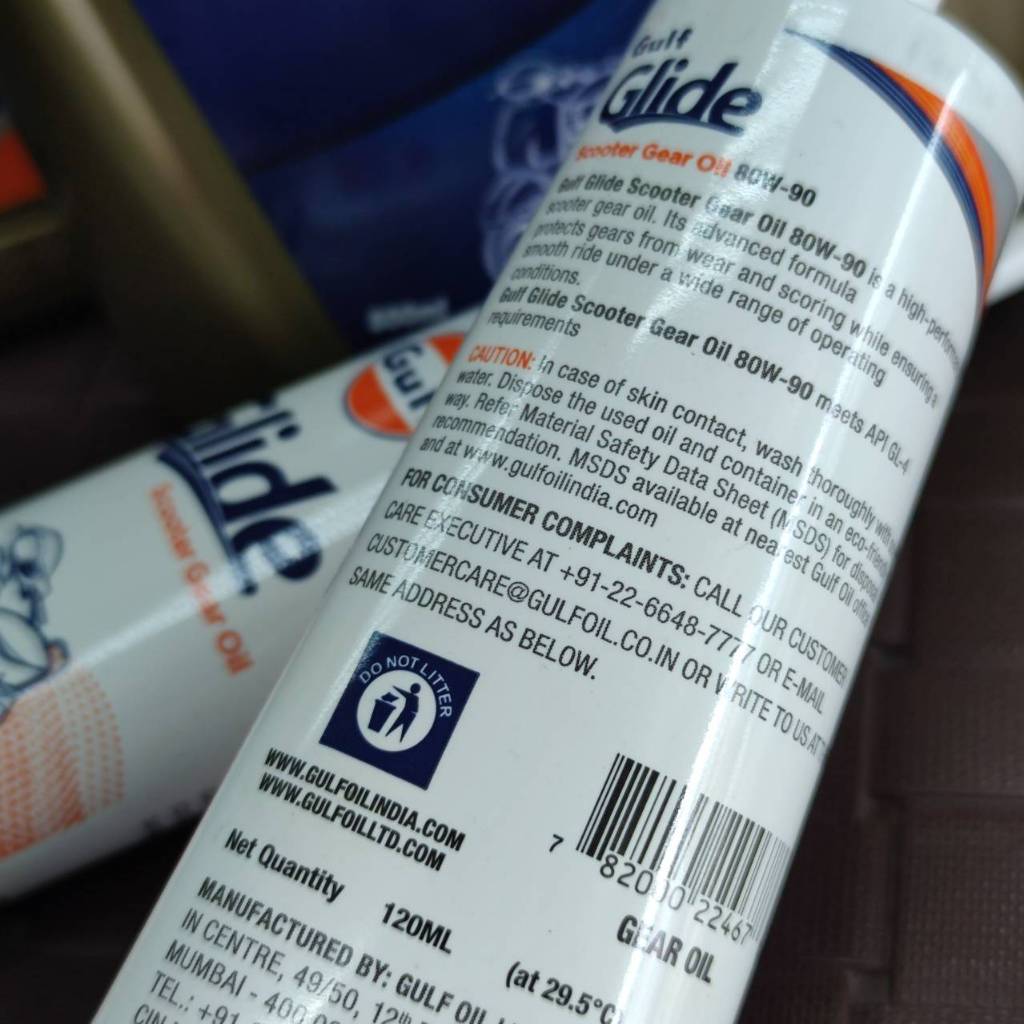 Gulf
Glide
Scooter Gear Oil 80W-90
Gulf Glide Scooter Gear Oil 80W-90 is a high-perform
scooter gear oil. Its advanced formula
protects gears from wear and scoring while ensuring a
smooth ride under a wide range of operating
conditions.
Gulf Glide Scooter Gear Oil 80W-90 meets API GL-4
requirements
CAUTION: In case of skin contact, wash thoroughly with
water. Dispose the used oil and container in an eco-friend
way. Refer Material Safety Data Sheet (MSDS) for disposa
recommendation. MSDS available at nearest Gulf Oil office
and at www.gulfoilindia.com
FOR CONSUMER COMPLAINTS: CALL OUR CUSTOMER
CARE EXECUTIVE AT +91-22-6648-7777 OR E-MAIL
CUSTOMERCARE@GULFOIL.CO.IN OR WRITE TO US AT
SAME ADDRESS AS BELOW.
DO NOT LITTER
WWW.GULFOILINDIA.COM
WWW.GULFOILLTD.COM
7 82000 22467
GEAR OIL
Net Quantity 120ML (at 29.5°C)
MANUFACTURED BY: GULF OIL
IN CENTRE, 49/50, 12th
MUMBAI - 400
TEL.: +91
CIN
Gulf
Glide
Scooter Gear Oil